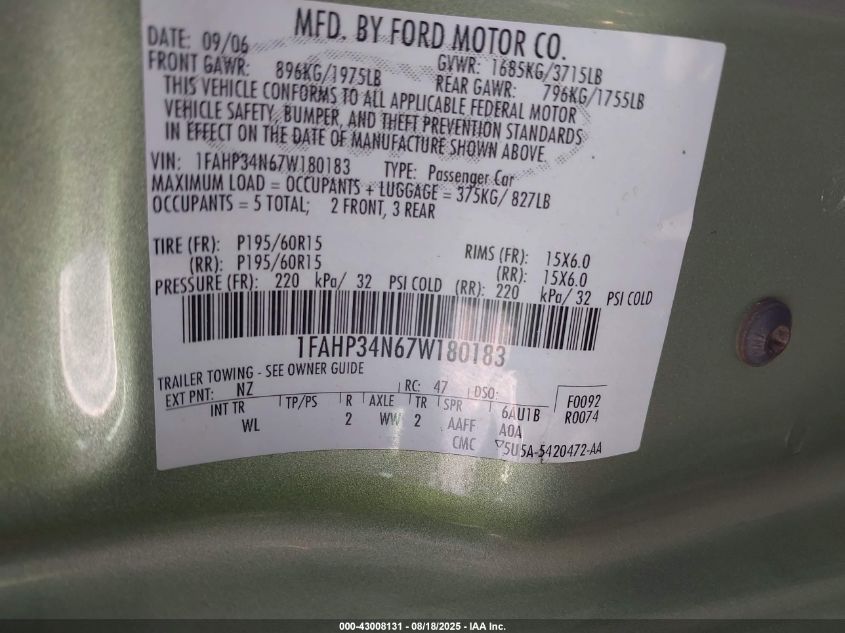 MFD. BY FORD MOTOR CO.
DATE: 09/06 GVWR: 1685KG/3715LB
FRONT GAWR: 896KG/1975LB REAR GAWR: 796KG/1755LB
THIS VEHICLE CONFORMS TO ALL APPLICABLE FEDERAL MOTOR
VEHICLE SAFETY, BUMPER, AND THEFT PREVENTION STANDARDS
IN EFFECT ON THE DATE OF MANUFACTURE SHOWN ABOVE.
VIN: 1FAHP34N67W180183 TYPE: Passenger Car
MAXIMUM LOAD = OCCUPANTS + LUGGAGE = 375KG/ 827LB
OCCUPANTS = 5 TOTAL; 2 FRONT, 3 REAR
TIRE (FR): P195/60R15 RIMS (FR): 15X6.0
(RR): P195/60R15 (RR): 15X6.0
PRESSURE (FR): 220 kPa/ 32 PSI COLD (RR): 220 kPa/ 32 PSI COLD
1FAHP34N67W180183
TRAILER TOWING - SEE OWNER GUIDE
EXT PNT: NZ RC: 47 DSO: F0092
INT TR TP/PS R AXLE TR SPR 6AU1B R0074
WL 2 WW 2 AAFF A0A
CMC 5U5A-5420472-AA
000-43008131 - 08/18/2025 - IAA Inc.